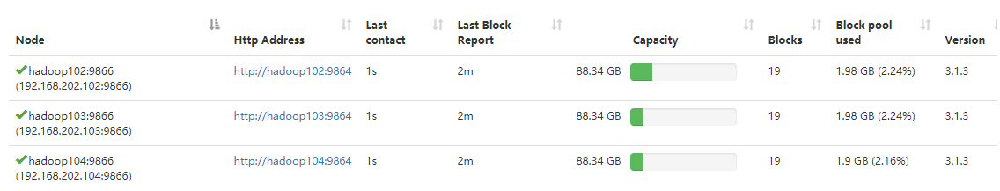 Node Http Address Last contact Last Block Report Capacity Blocks Block pool used Version
hadoop102:9866 http://hadoop102:9864 1s 2m 88.34 GB 19 1.98 GB (2.24%) 3.1.3
(192.168.202.102:9866)
hadoop103:9866 http://hadoop103:9864 1s 2m 88.34 GB 19 1.98 GB (2.24%) 3.1.3
(192.168.202.103:9866)
hadoop104:9866 http://hadoop104:9864 1s 2m 88.34 GB 19 1.9 GB (2.16%) 3.1.3
(192.168.202.104:9866)